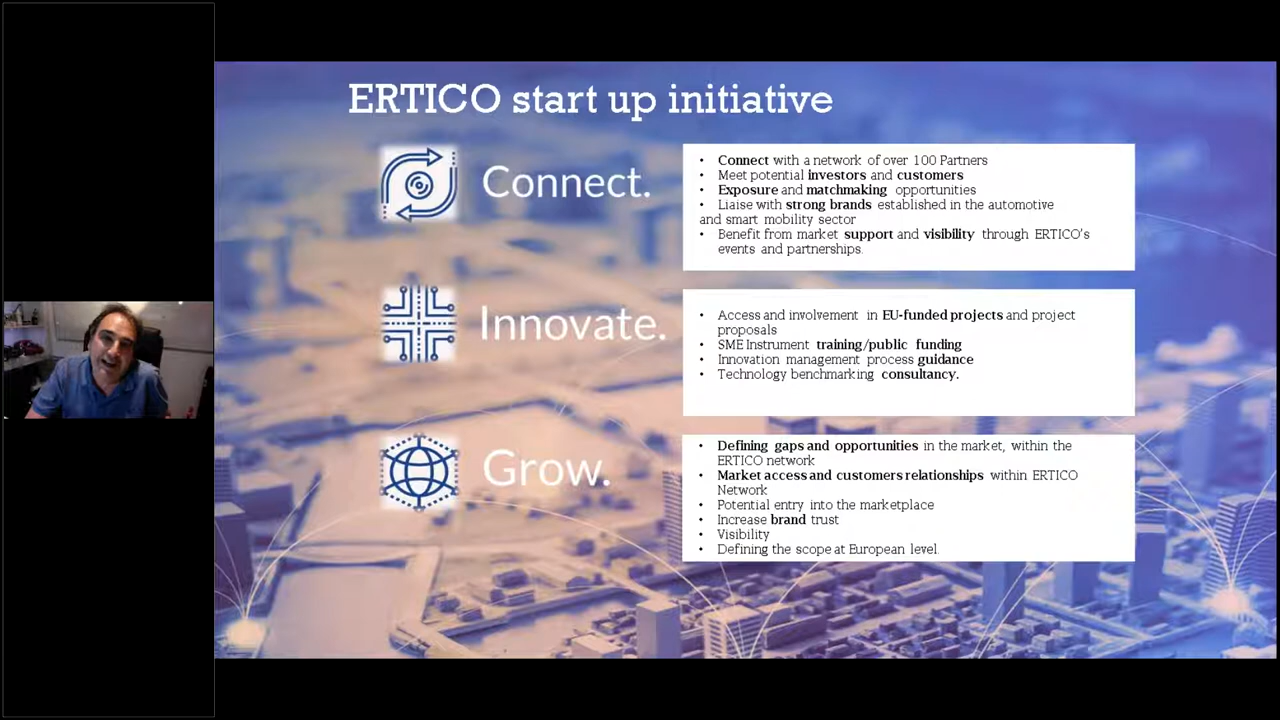 ERTICO start up initiative
Connect.
• Connect with a network of over 100 Partners
• Meet potential investors and customers
• Exposure and matchmaking opportunities
• Liaise with strong brands established in the automotive
and smart mobility sector
• Benefit from market support and visibility through ERTICO's
events and partnerships.
Innovate.
• Access and involvement in EU-funded projects and project
proposals
• SME Instrument training/public funding
• Innovation management process guidance
• Technology benchmarking consultancy.
Grow.
• Defining gaps and opportunities in the market, within the
ERTICO network
• Market access and customers relationships within ERTICO
Network
• Potential entry into the marketplace
• Increase brand trust
• Visibility
• Defining the scope at European level.